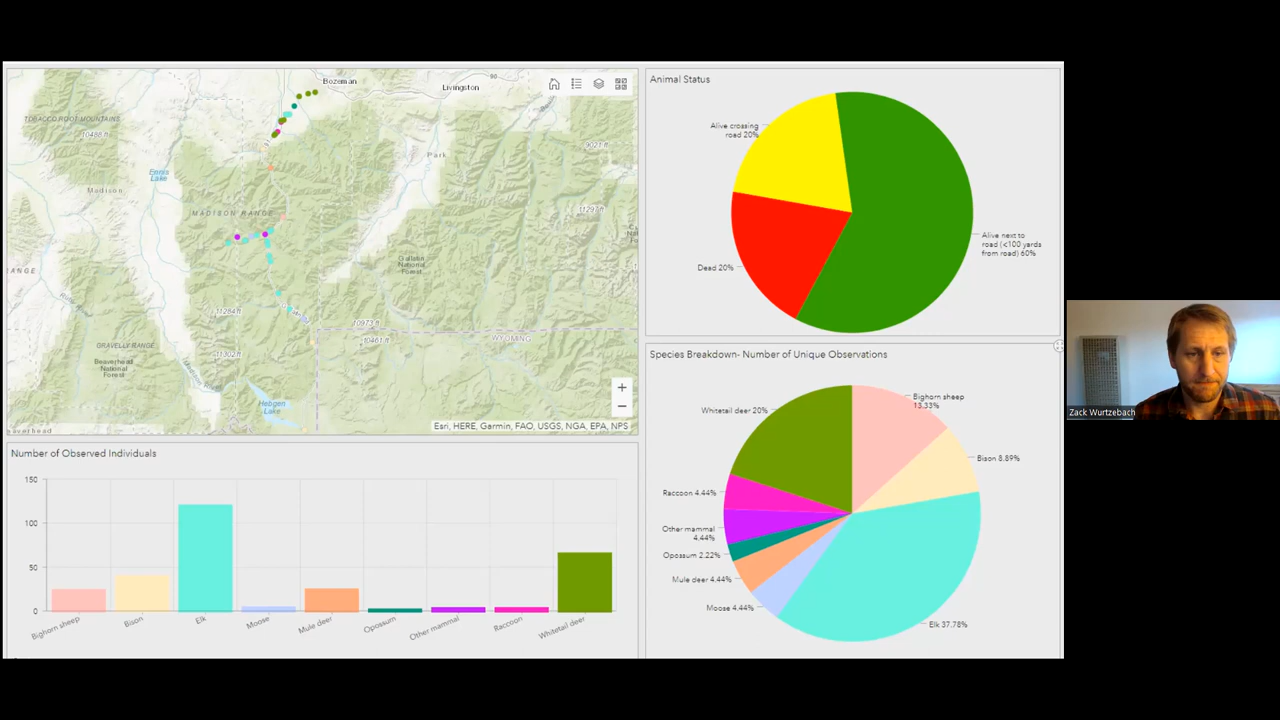 Bozeman
90
Livingston
TOBACCO ROOT MOUNTAINS
10488 ft
9021 ft
Park
Ennis
Lake
Madison
MADISON RANGE
11297 ft
RANGE
Gallatin
National
Forest
11284 ft
10973 ft
10461 ft
WYOMING
GRAVELLY RANGE
11302 ft
Beaverhead
National
Forest
Madison River
Hebgen
Lake
+
−
Esri, HERE, Garmin, FAO, USGS, NGA, EPA, NPS
Animal Status
Alive crossing
road 20%
Alive next to
road (<100 yards
from road) 60%
Dead 20%
Number of Observed Individuals
150
100
50
0
Bighorn sheep
Bison
Elk
Moose
Mule deer
Opossum
Other mammal
Raccoon
Whitetail deer
Species Breakdown- Number of Unique Observations
Bighorn sheep
13.33%
Whitetail deer 20%
Bison 8.89%
Raccoon 4.44%
Other mammal
4.44%
Opossum 2.22%
Mule deer 4.44%
Moose 4.44%
Elk 37.78%
Zack Wurtzebach